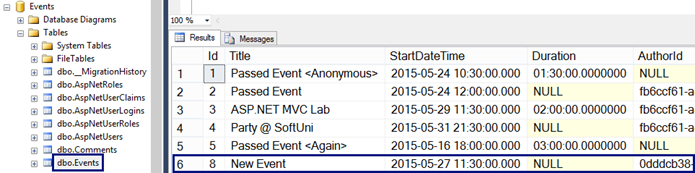 Events
Database Diagrams
Tables
System Tables
FileTables
dbo.__MigrationHistory
dbo.AspNetRoles
dbo.AspNetUserClaims
dbo.AspNetUserLogins
dbo.AspNetUserRoles
dbo.AspNetUsers
dbo.Comments
dbo.Events
100 %
Results Messages
Id Title StartDateTime Duration AuthorId
1 1 Passed Event <Anonymous> 2015-05-24 10:30:00.000 01:30:00.0000000 NULL
2 2 Passed Event 2015-05-24 12:00:00.000 NULL fb6ccf61-a
3 3 ASP.NET MVC Lab 2015-05-29 11:30:00.000 02:00:00.0000000 fb6ccf61-a
4 4 Party @ SoftUni 2015-05-31 21:30:00.000 NULL fb6ccf61-a
5 5 Passed Event <Again> 2015-05-16 18:00:00.000 03:00:00.0000000 NULL
6 8 New Event 2015-05-27 11:30:00.000 NULL 0dddcb38-